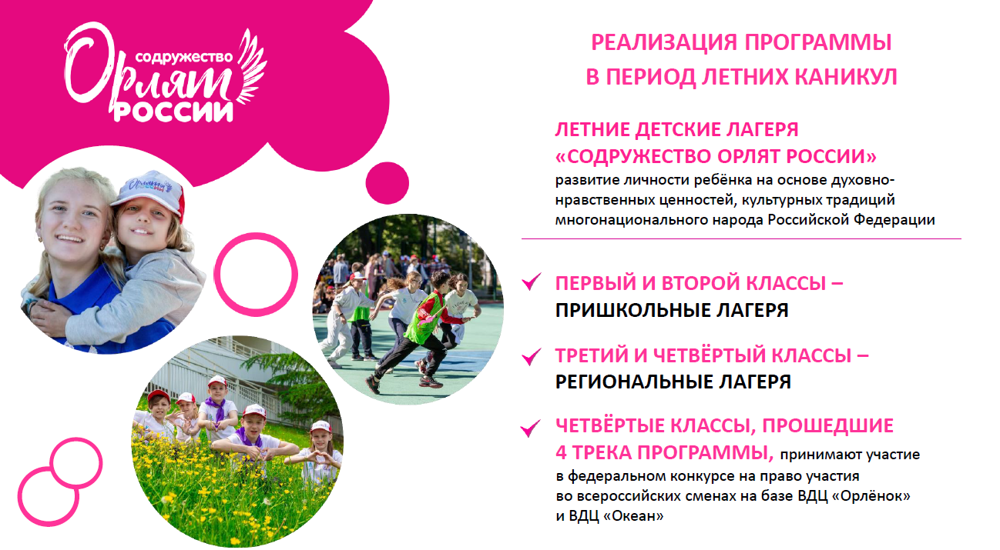 содружество
Орлят
РОССИИ
РЕАЛИЗАЦИЯ ПРОГРАММЫ
В ПЕРИОД ЛЕТНИХ КАНИКУЛ
ЛЕТНИЕ ДЕТСКИЕ ЛАГЕРЯ
«СОДРУЖЕСТВО ОРЛЯТ РОССИИ»
развитие личности ребёнка на основе духовно-
нравственных ценностей, культурных традиций
многонационального народа Российской Федерации
ПЕРВЫЙ И ВТОРОЙ КЛАССЫ –
ПРИШКОЛЬНЫЕ ЛАГЕРЯ
ТРЕТИЙ И ЧЕТВЁРТЫЙ КЛАССЫ –
РЕГИОНАЛЬНЫЕ ЛАГЕРЯ
ЧЕТВЁРТЫЕ КЛАССЫ, ПРОШЕДШИЕ
4 ТРЕКА ПРОГРАММЫ, принимают участие
в федеральном конкурсе на право участия
во всероссийских сменах на базе ВДЦ «Орлёнок»
и ВДЦ «Океан»
Орлята
РОССИИ